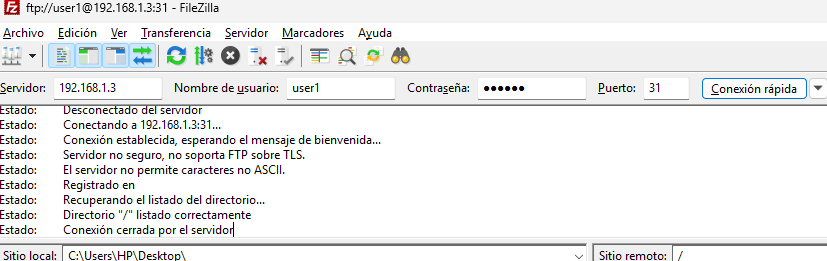 ftp://user1@192.168.1.3:31 - FileZilla
Archivo Edición Ver Transferencia Servidor Marcadores Ayuda
Servidor: 192.168.1.3 Nombre de usuario: user1 Contraseña: ●●●●●● Puerto: 31 Conexión rápida
Estado: Desconectado del servidor
Estado: Conectando a 192.168.1.3:31...
Estado: Conexión establecida, esperando el mensaje de bienvenida...
Estado: Servidor no seguro, no soporta FTP sobre TLS.
Estado: El servidor no permite caracteres no ASCII.
Estado: Registrado en
Estado: Recuperando el listado del directorio...
Estado: Directorio "/" listado correctamente
Estado: Conexión cerrada por el servidor
Sitio local: C:\Users\HP\Desktop\ Sitio remoto: /